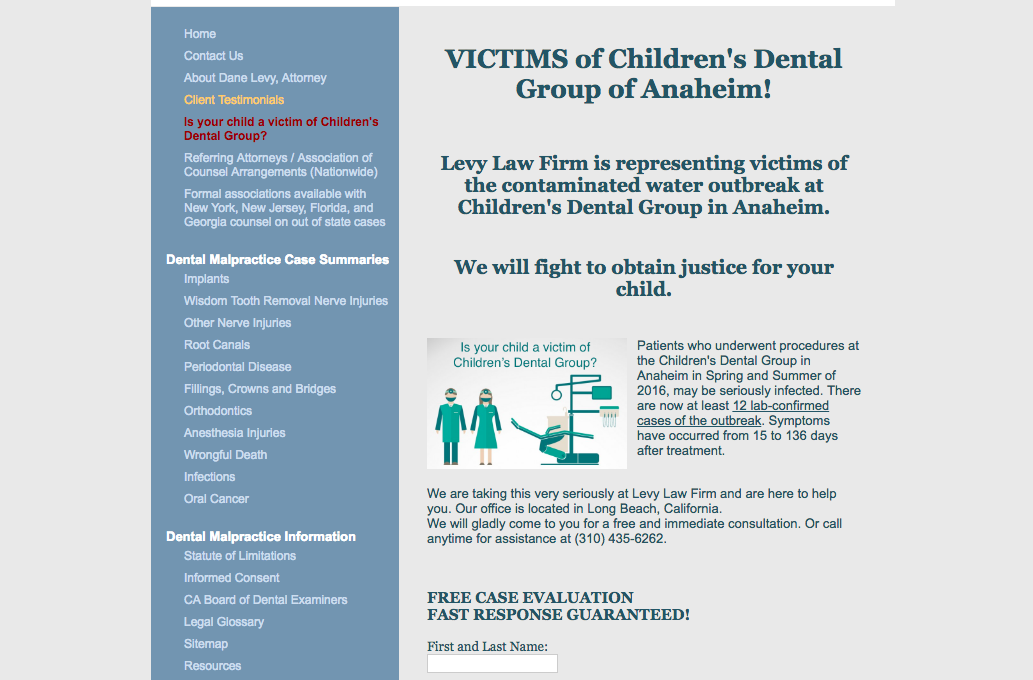 Home
Contact Us
About Dane Levy, Attorney
Client Testimonials
Is your child a victim of Children's
Dental Group?
Referring Attorneys / Association of
Counsel Arrangements (Nationwide)
Formal associations available with
New York, New Jersey, Florida, and
Georgia counsel on out of state cases
Dental Malpractice Case Summaries
Implants
Wisdom Tooth Removal Nerve Injuries
Other Nerve Injuries
Root Canals
Periodontal Disease
Fillings, Crowns and Bridges
Orthodontics
Anesthesia Injuries
Wrongful Death
Infections
Oral Cancer
Dental Malpractice Information
Statute of Limitations
Informed Consent
CA Board of Dental Examiners
Legal Glossary
Sitemap
Resources
VICTIMS of Children's Dental
Group of Anaheim!
Levy Law Firm is representing victims of
the contaminated water outbreak at
Children's Dental Group in Anaheim.
We will fight to obtain justice for your
child.
Is your child a victim of
Children's Dental Group?
Patients who underwent procedures at
the Children's Dental Group in
Anaheim in Spring and Summer of
2016, may be seriously infected. There
are now at least 12 lab-confirmed
cases of the outbreak. Symptoms
have occurred from 15 to 136 days
after treatment.
We are taking this very seriously at Levy Law Firm and are here to help
you. Our office is located in Long Beach, California.
We will gladly come to you for a free and immediate consultation. Or call
anytime for assistance at (310) 435-6262.
FREE CASE EVALUATION
FAST RESPONSE GUARANTEED!
First and Last Name: